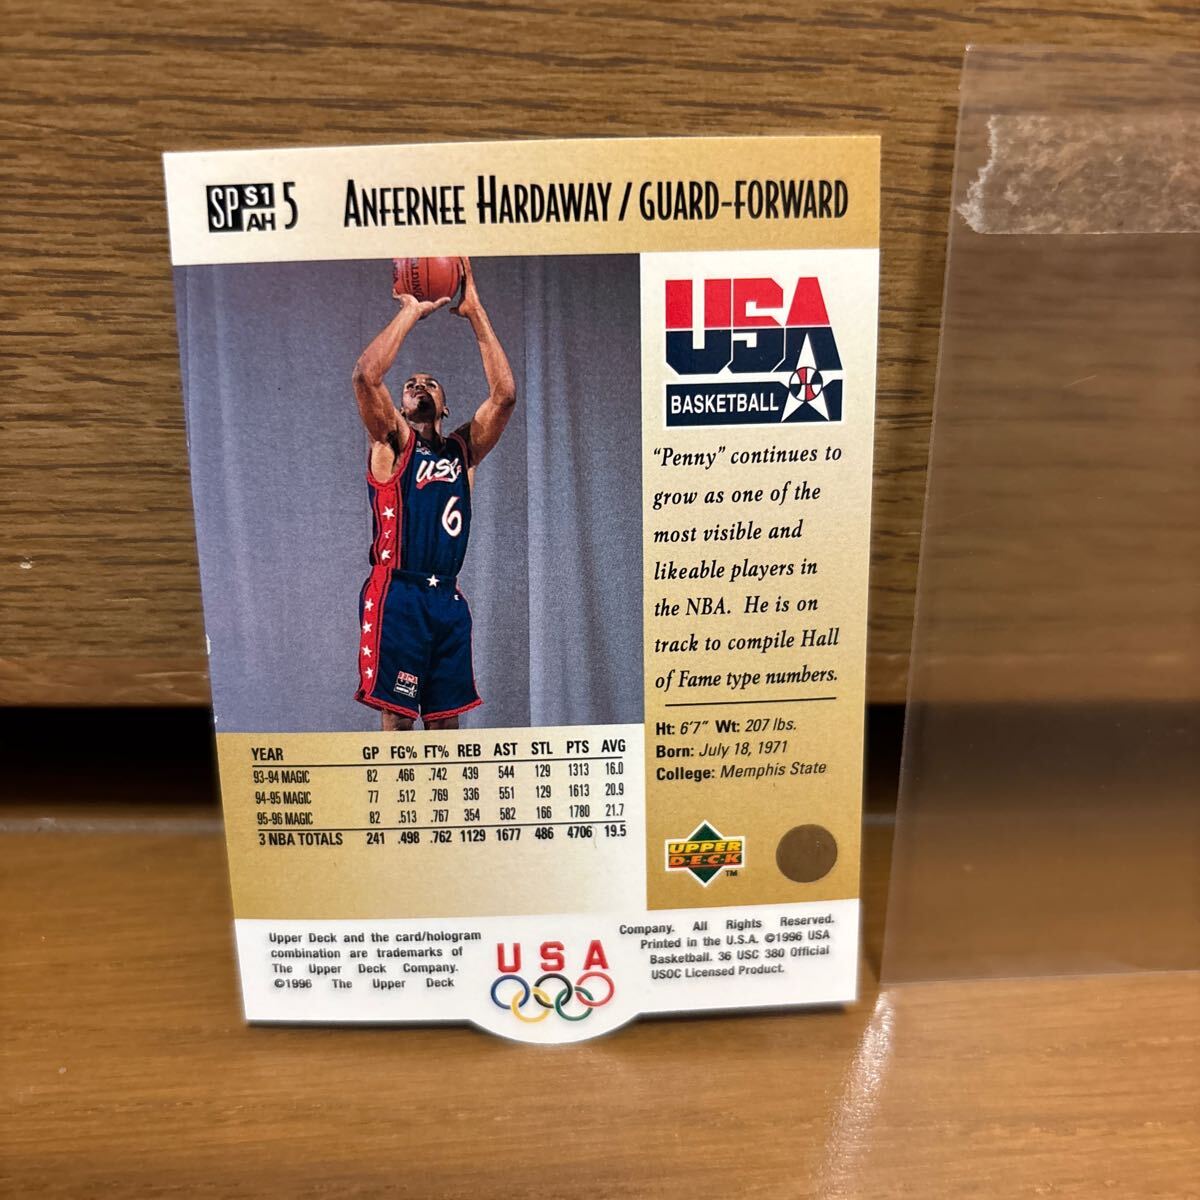 SP S1 AH 5 ANFERNEE HARDAWAY / GUARD-FORWARD
USA
BASKETBALL
USA
6
USA
"Penny" continues to
grow as one of the
most visible and
likeable players in
the NBA. He is on
track to compile Hall
of Fame type numbers.
Ht: 6'7" Wt: 207 lbs.
Born: July 18, 1971
College: Memphis State
YEAR GP FG% FT% REB AST STL PTS AVG
93-94 MAGIC 82 .466 .742 439 544 129 1313 16.0
94-95 MAGIC 77 .512 .769 336 551 129 1613 20.9
95-96 MAGIC 82 .513 .767 354 582 166 1780 21.7
3 NBA TOTALS 241 .498 .762 1129 1677 486 4706 19.5
UPPER
D·E·C·K
TM
Upper Deck and the card/hologram
combination are trademarks of
The Upper Deck Company.
©1996 The Upper Deck
USA
Company. All Rights Reserved.
Printed in the U.S.A. ©1996 USA
Basketball. 36 USC 380 Official
USOC Licensed Product.